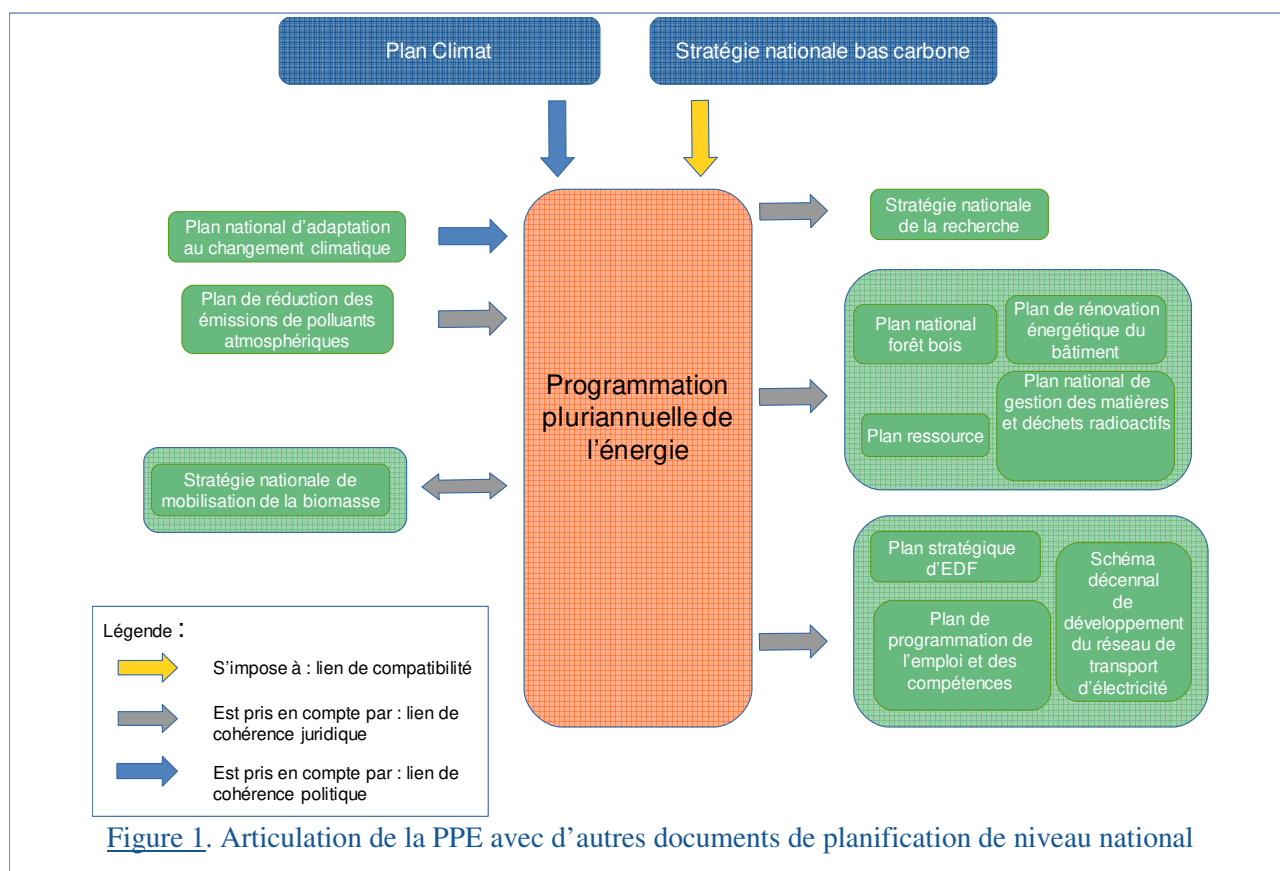 Plan Climat
Stratégie nationale bas carbone
Plan national d'adaptation
au changement climatique
Plan de réduction des
émissions de polluants
atmosphériques
Stratégie nationale de
mobilisation de la biomasse
Programmation
pluriannuelle de
l'énergie
Stratégie nationale
de la recherche
Plan national
forêt bois
Plan de rénovation
énergétique du
bâtiment
Plan ressource
Plan national de
gestion des matières
et déchets radioactifs
Plan stratégique
d'EDF
Plan de
programmation de
l'emploi et des
compétences
Schéma
décennal
de
développement
du réseau de
transport
d'électricité
Légende :
S'impose à : lien de compatibilité
Est pris en compte par : lien de
cohérence juridique
Est pris en compte par : lien de
cohérence politique
Figure 1. Articulation de la PPE avec d'autres documents de planification de niveau national